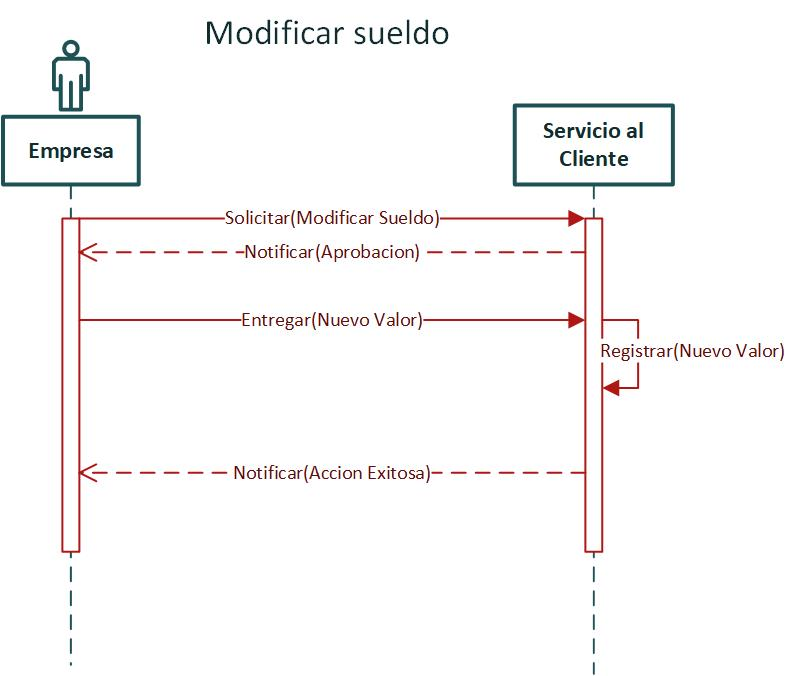 Modificar sueldo
Empresa
Servicio al
Cliente
Solicitar(Modificar Sueldo)
Notificar(Aprobacion)
Entregar(Nuevo Valor)
Registrar(Nuevo Valor)
Notificar(Accion Exitosa)